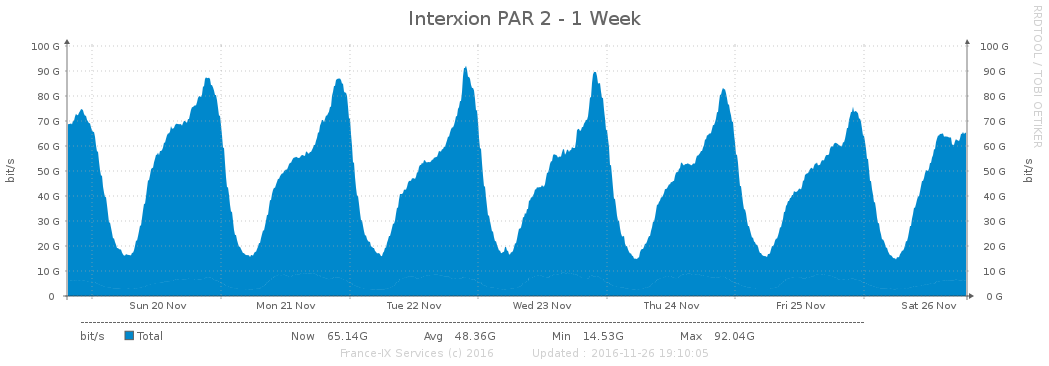 Interxion PAR 2 - 1 Week
RRDTOOL / TOBI OETIKER
100 G 100 G
90 G 90 G
80 G 80 G
70 G 70 G
60 G 60 G
50 G 50 G
40 G 40 G
30 G 30 G
20 G 20 G
10 G 10 G
0 0 G
bit/s bit/s
Sun 20 Nov Mon 21 Nov Tue 22 Nov Wed 23 Nov Thu 24 Nov Fri 25 Nov Sat 26 Nov
bit/s Total Now 65.14G Avg 48.36G Min 14.53G Max 92.04G
France-IX Services (c) 2016 Updated : 2016-11-26 19:10:05